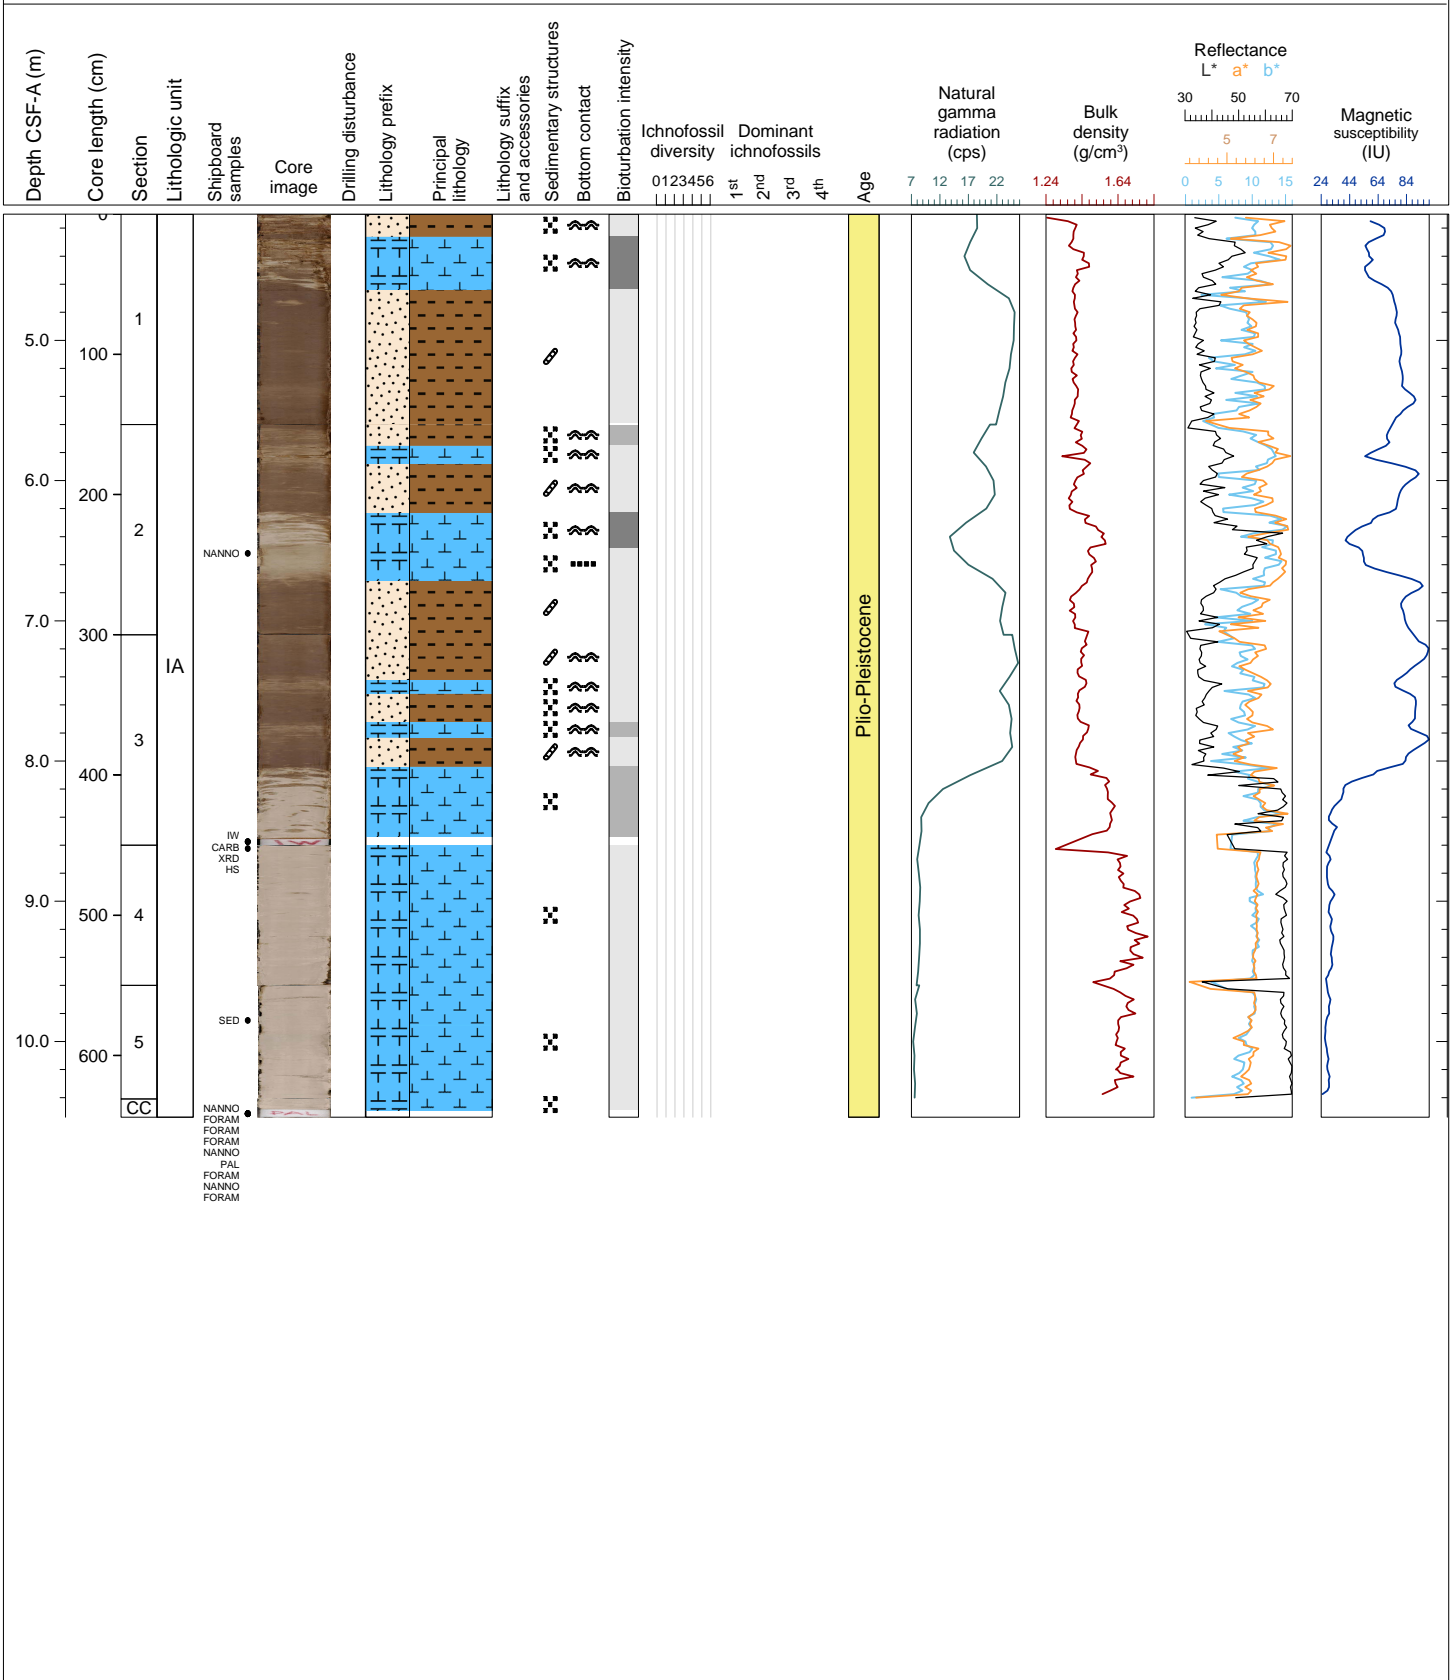 Depth CSF-A (m)
Core length (cm)
Section
Lithologic unit
Shipboard
samples
Core
image
Drilling disturbance
Lithology prefix
Principal
lithology
Lithology suffix
and accessories
Sedimentary structures
Bottom contact
Bioturbation intensity
Ichnofossil
diversity
0123456
Dominant
ichnofossils
1st 2nd 3rd 4th
Age
Natural
gamma
radiation
(cps)
7 12 17 22
Bulk
density
(g/cm³)
1.24 1.64
Reflectance
L* a* b*
30 50 70
5 7
0 5 10 15
Magnetic
susceptibility
(IU)
24 44 64 84
0
1
5.0
100
6.0
200
2
NANNO
7.0
300
IA
Plio-Pleistocene
3
8.0
400
IW
IW
CARB
XRD
HS
9.0
500
4
SED
10.0
600
5
CC
NANNO
PAL
FORAM
FORAM
FORAM
NANNO
PAL
FORAM
NANNO
FORAM